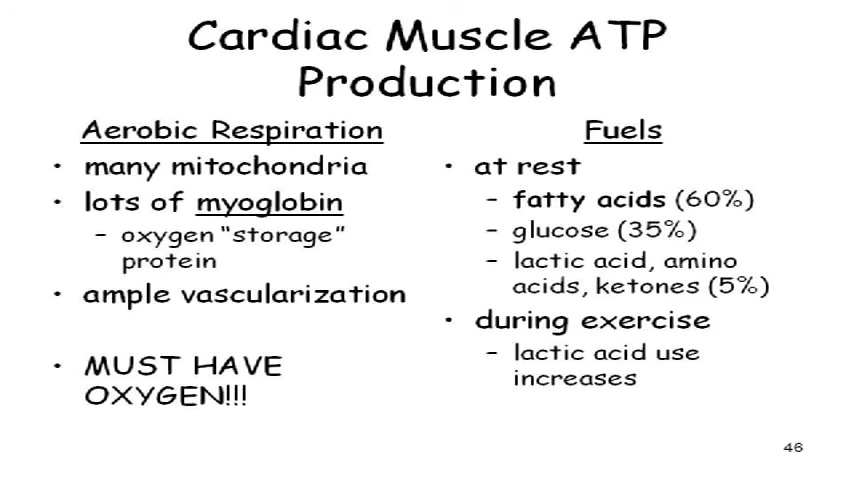 Cardiac Muscle ATP
Production
Aerobic Respiration
• many mitochondria
• lots of myoglobin
– oxygen “storage”
protein
• ample vascularization
• MUST HAVE
OXYGEN!!!
Fuels
• at rest
– fatty acids (60%)
– glucose (35%)
– lactic acid, amino
acids, ketones (5%)
• during exercise
– lactic acid use
increases
46